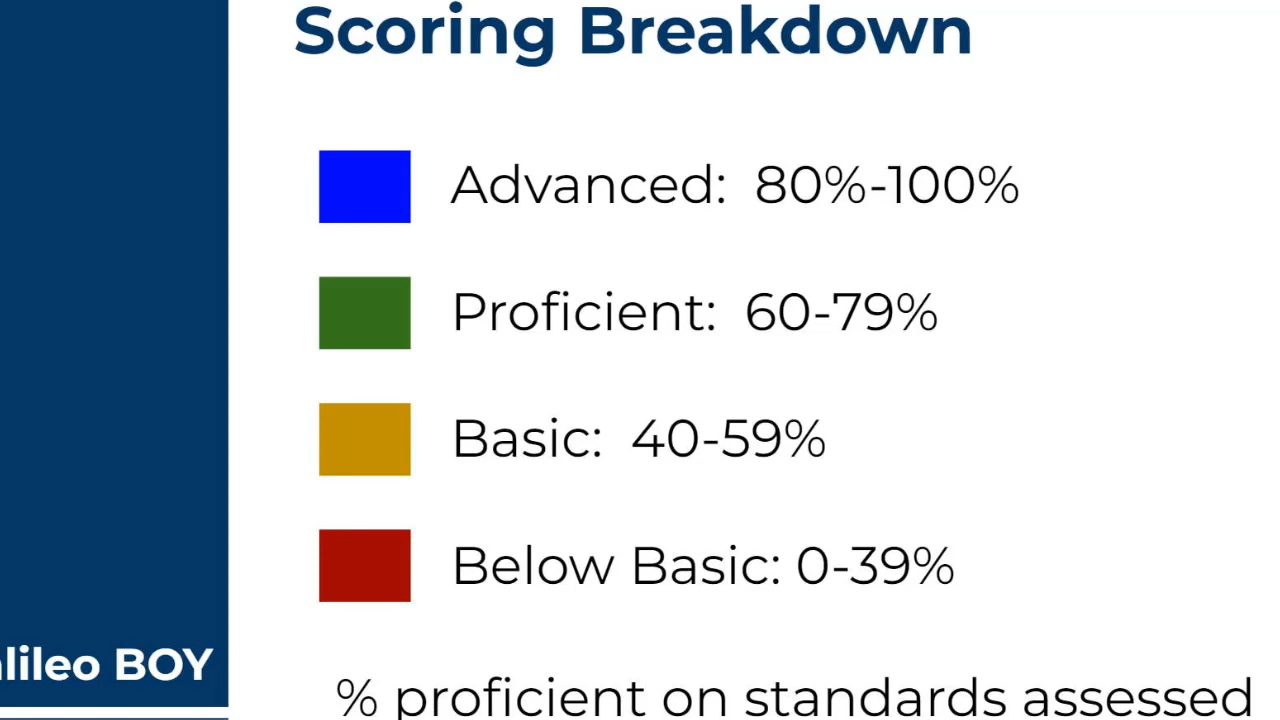 Scoring Breakdown
Advanced: 80%-100%
Proficient: 60-79%
Basic: 40-59%
Below Basic: 0-39%
BOY
% proficient on standards assessed